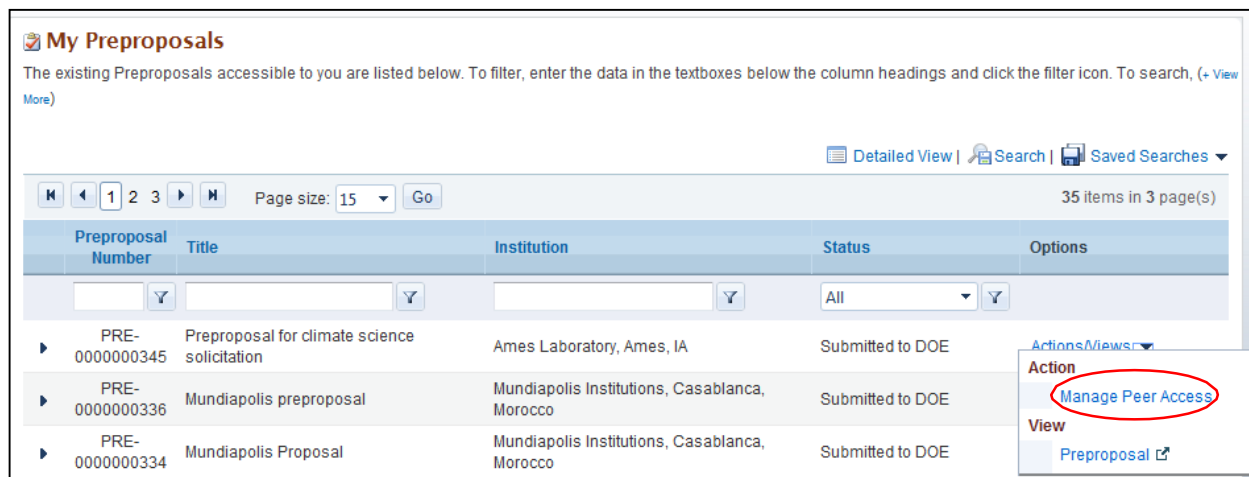 My Preproposals
The existing Preproposals accessible to you are listed below. To filter, enter the data in the textboxes below the column headings and click the filter icon. To search, (+ View
More)
Detailed View | Search | Saved Searches
1 2 3 Page size: 15 Go 35 items in 3 page(s)
Preproposal
Number Title Institution Status Options
All
PRE-
0000000345 Preproposal for climate science
solicitation Ames Laboratory, Ames, IA Submitted to DOE Actions/Views
Action
Manage Peer Access
View
Preproposal
PRE-
0000000336 Mundiapolis preproposal Mundiapolis Institutions, Casablanca,
Morocco Submitted to DOE
PRE-
0000000334 Mundiapolis Proposal Mundiapolis Institutions, Casablanca,
Morocco Submitted to DOE